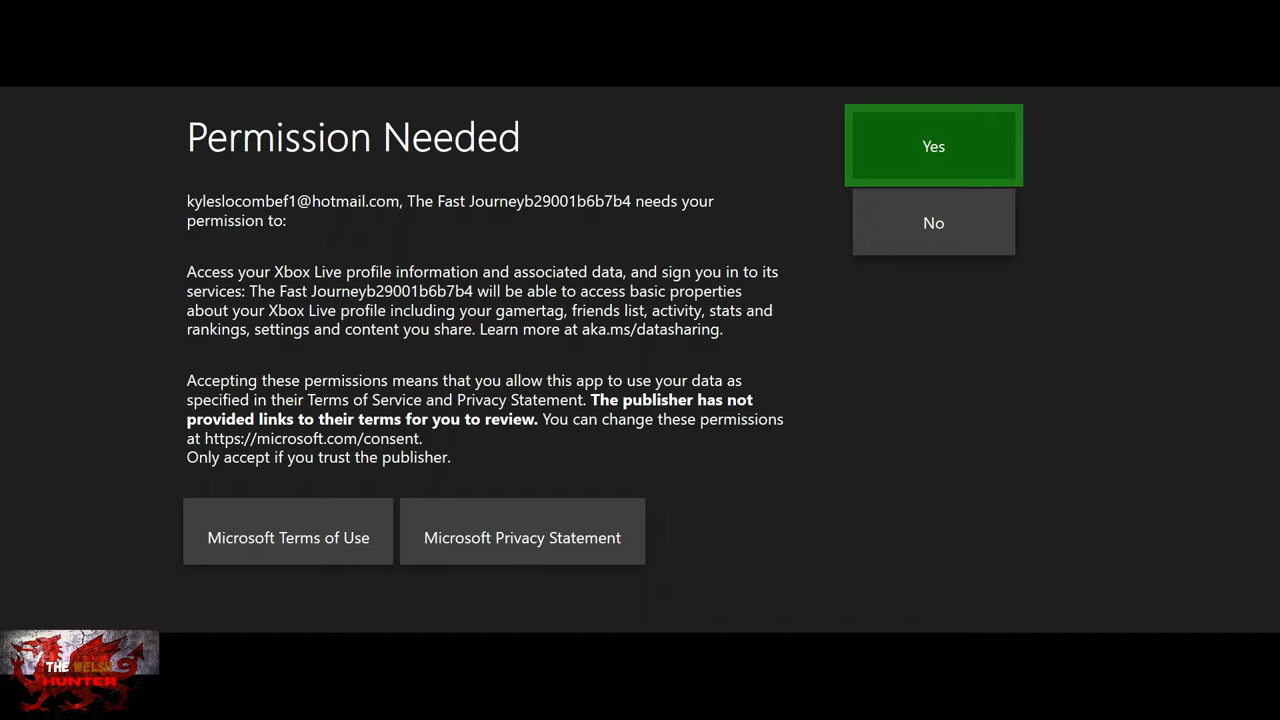 Permission Needed
Yes
kyleslocombef1@hotmail.com, The Fast Journeyb29001b6b7b4 needs your
permission to:
No
Access your Xbox Live profile information and associated data, and sign you in to its
services: The Fast Journeyb29001b6b7b4 will be able to access basic properties
about your Xbox Live profile including your gamertag, friends list, activity, stats and
rankings, settings and content you share. Learn more at aka.ms/datasharing.
Accepting these permissions means that you allow this app to use your data as
specified in their Terms of Service and Privacy Statement. The publisher has not
provided links to their terms for you to review. You can change these permissions
at https://microsoft.com/consent.
Only accept if you trust the publisher.
Microsoft Terms of Use
Microsoft Privacy Statement
THE WELSH
HUNTER